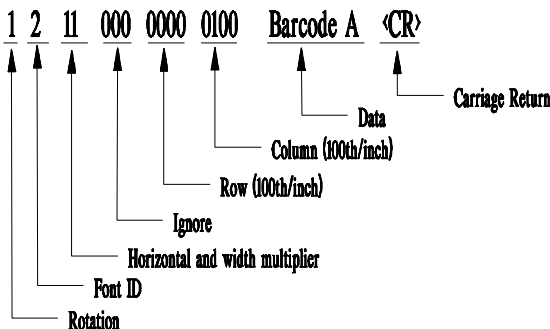 1 2 11 000 0000 0100 Barcode A <CR>
Carriage Return
Data
Column (100th/inch)
Row (100th/inch)
Ignore
Horizontal and width multiplier
Font ID
Rotation